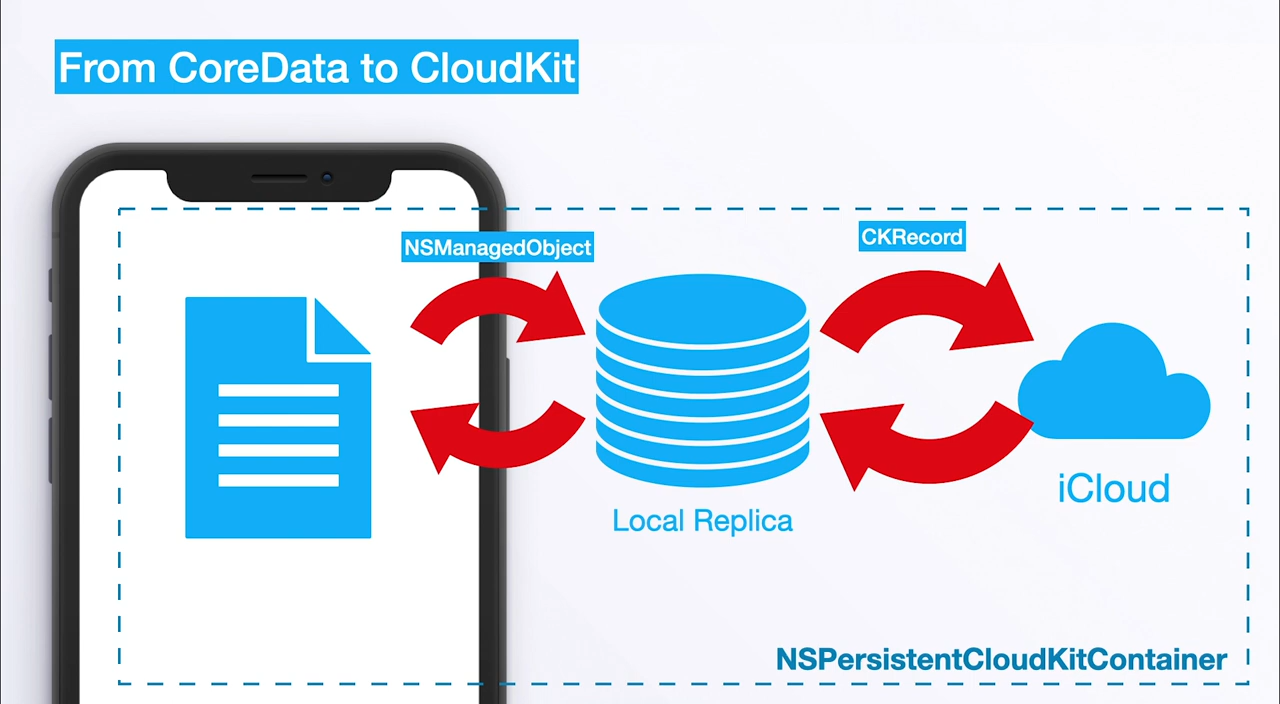 From CoreData to CloudKit
NSManagedObject
CKRecord
iCloud
Local Replica
NSPersistentCloudKitContainer